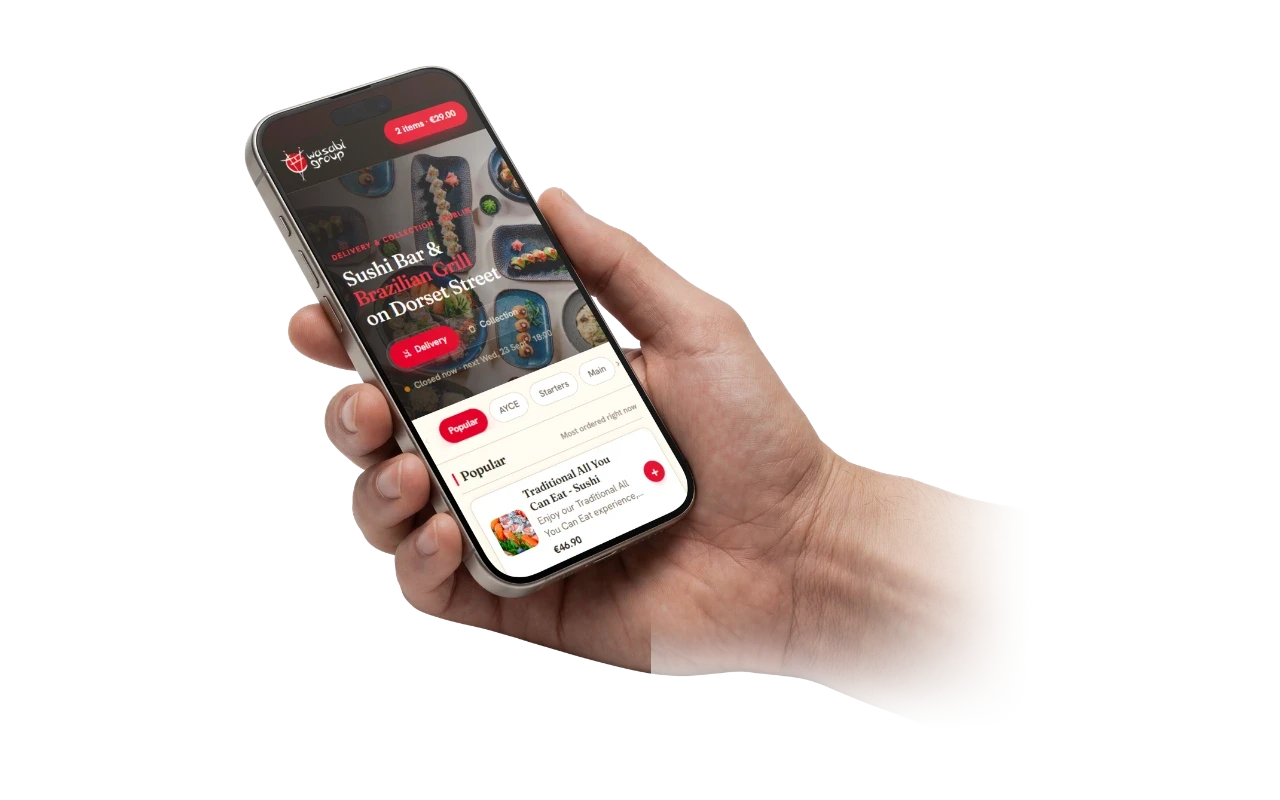 wasabi
group
2 items · €29.00
DELIVERY & COLLECTION · DUBLIN
Sushi Bar &
Brazilian Grill
on Dorset Street
Delivery
Collection
Closed now · next Wed, 23 Sept, 18:00
Popular
AYCE
Starters
Main
Popular
Most ordered right now
Traditional All You
Can Eat - Sushi
Enjoy our Traditional All
You Can Eat experience,...
€46.90
+